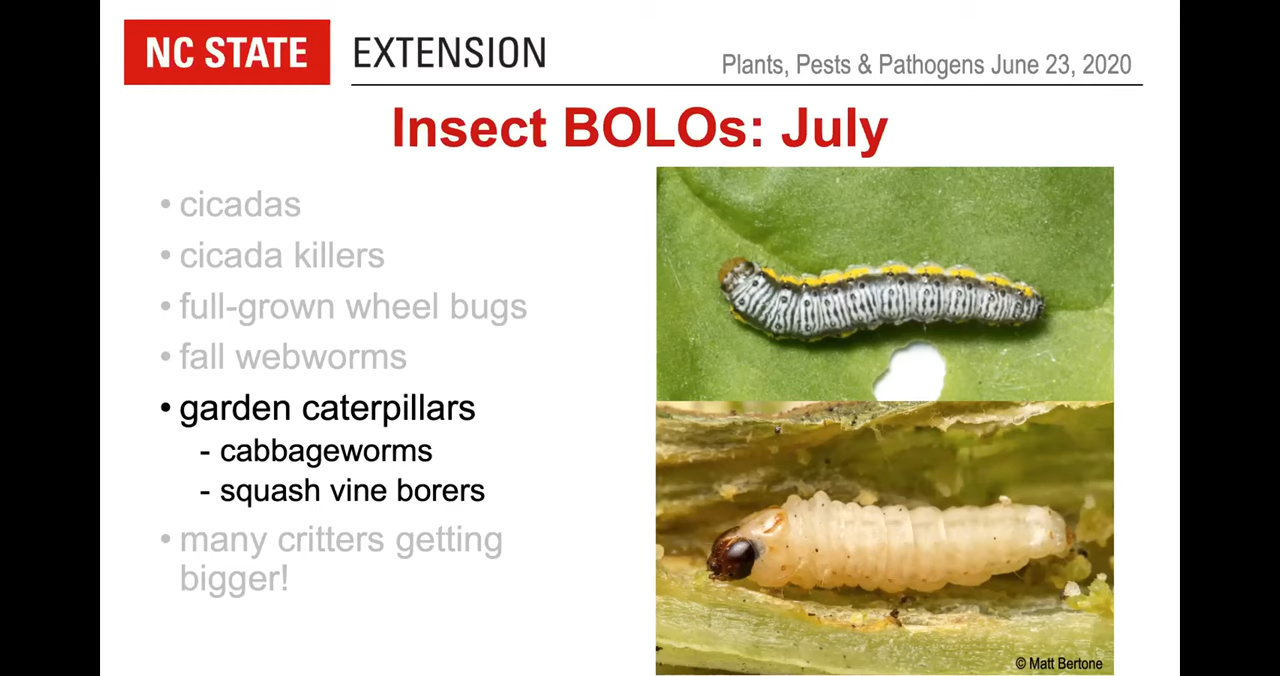 NC STATE EXTENSION
Plants, Pests & Pathogens June 23, 2020
Insect BOLOs: July
• cicadas
• cicada killers
• full-grown wheel bugs
• fall webworms
• garden caterpillars
- cabbageworms
- squash vine borers
• many critters getting
bigger!
© Matt Bertone